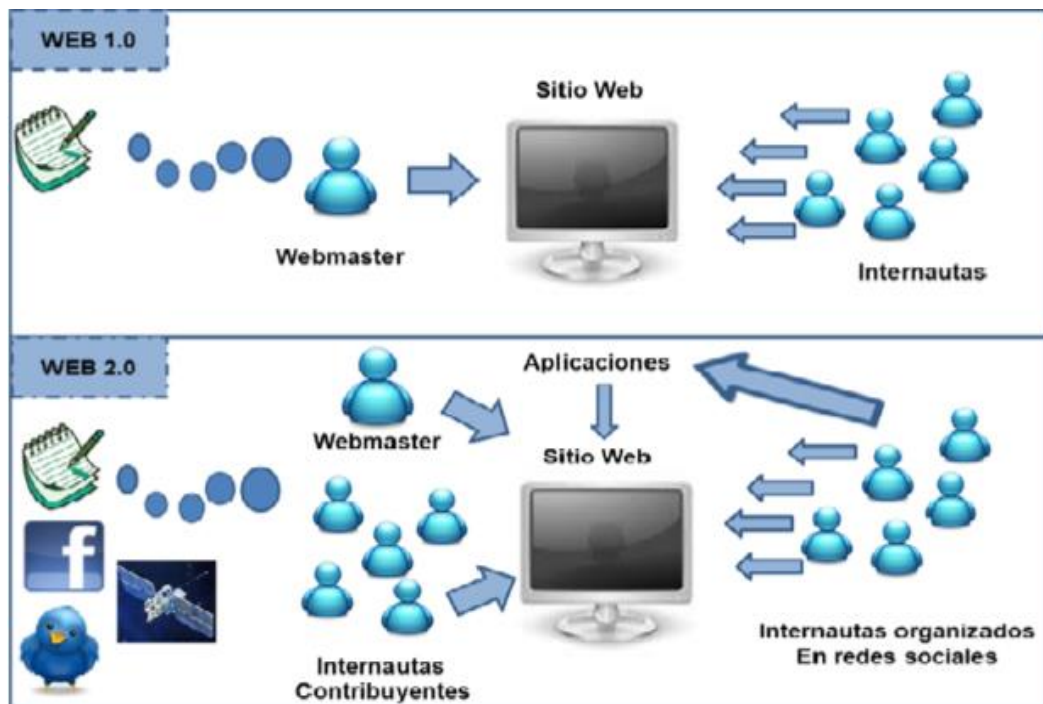 WEB 1.0
Sitio Web
Webmaster
Internautas
WEB 2.0
Aplicaciones
Webmaster
Sitio Web
f
Internautas
Contribuyentes
Internautas organizados
En redes sociales